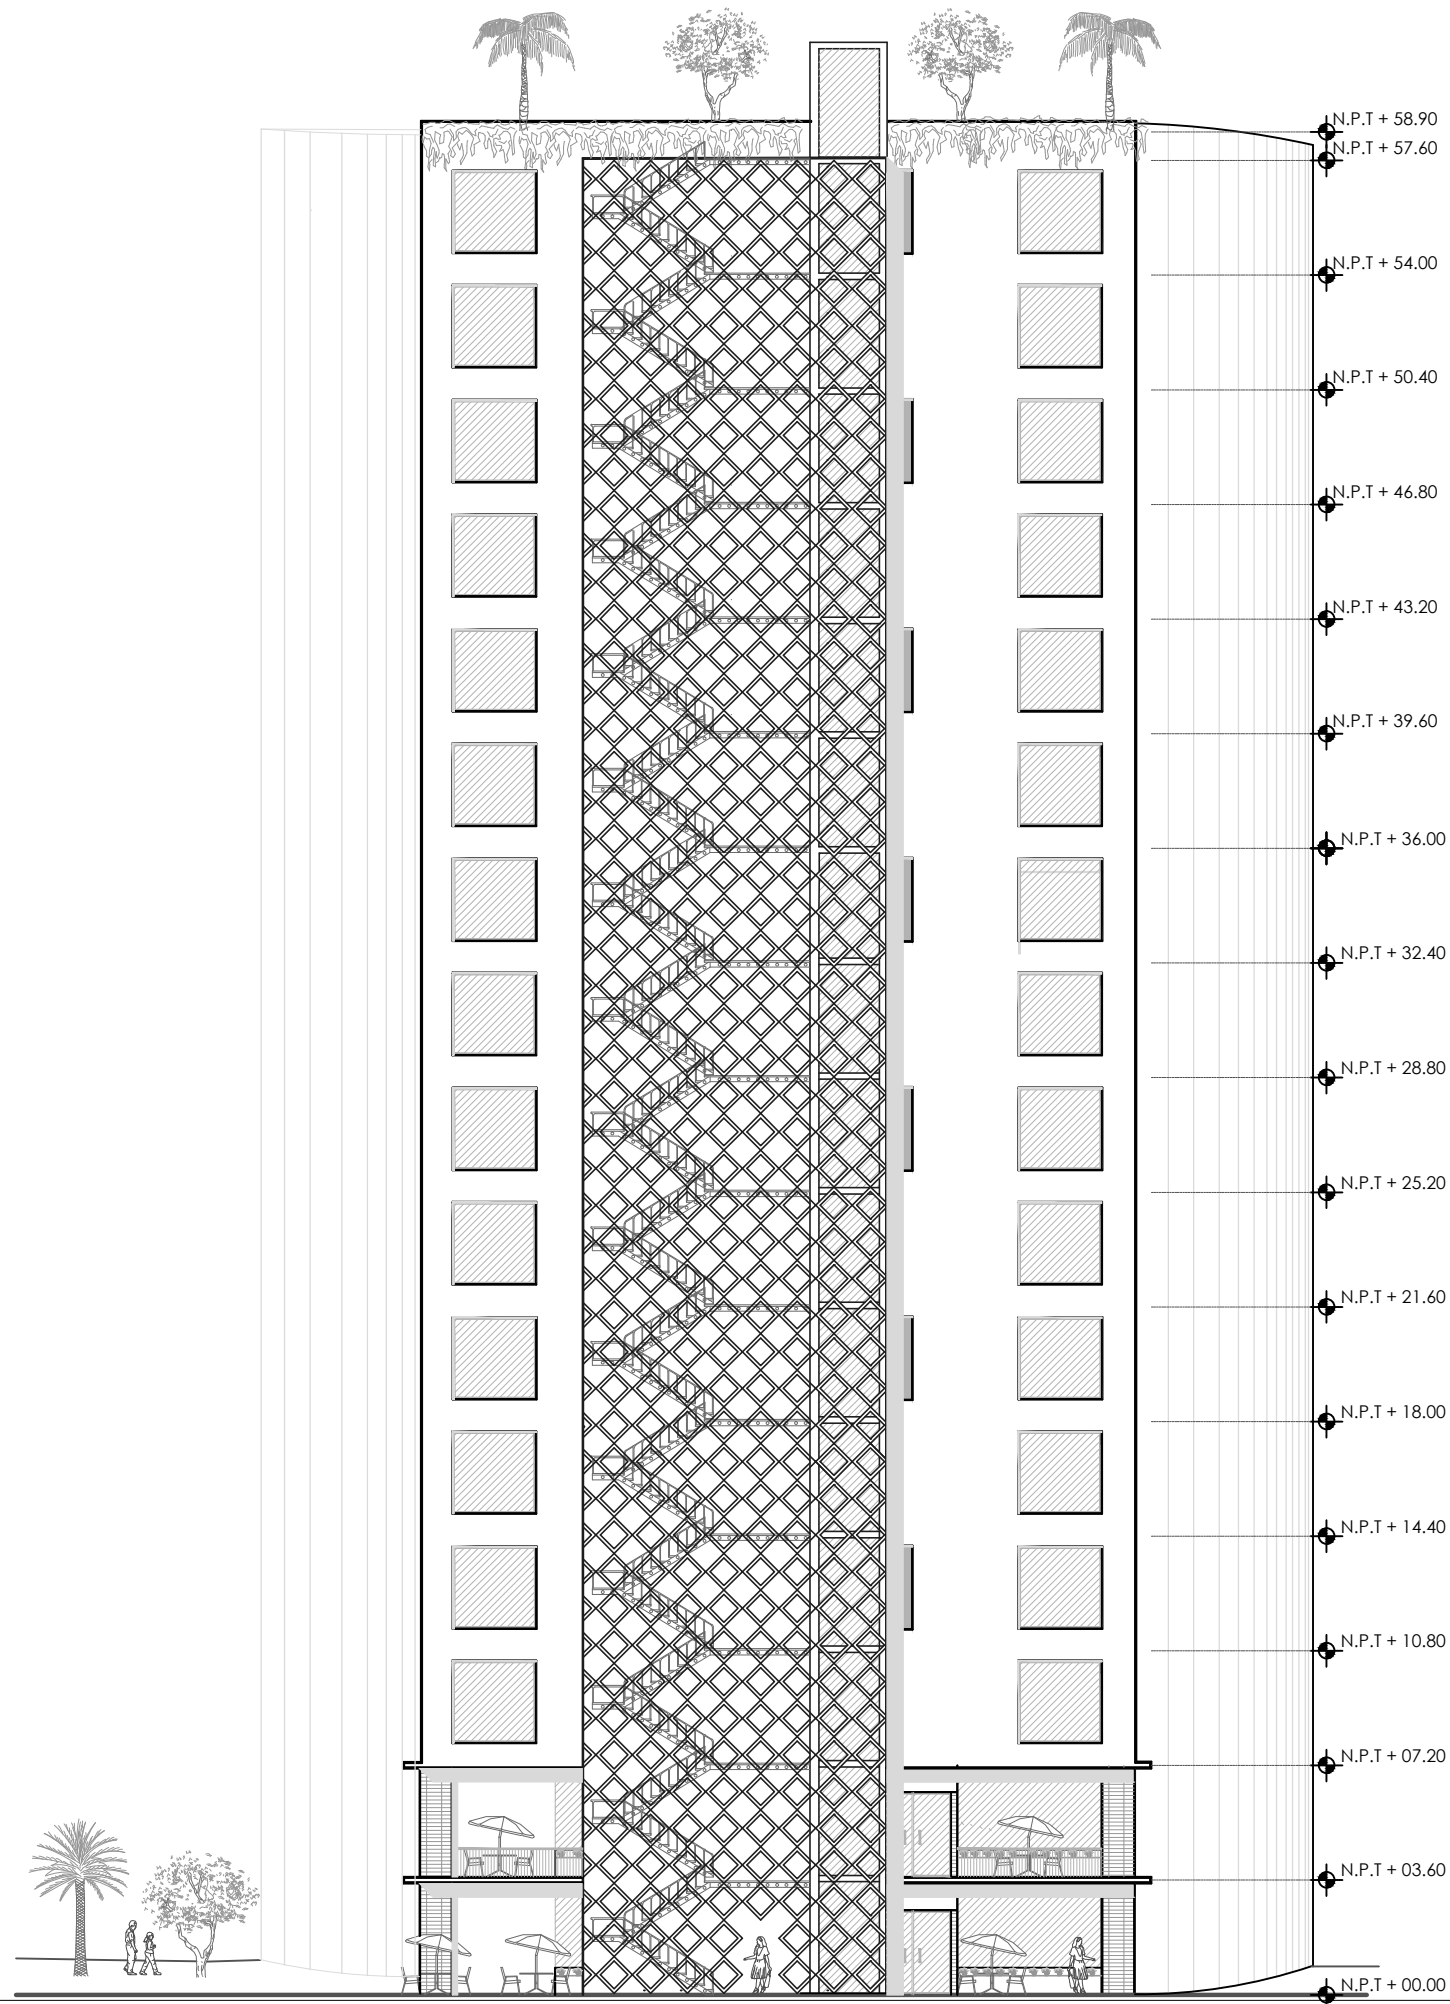 N.P.T + 58.90
N.P.T + 57.60
N.P.T + 54.00
N.P.T + 50.40
N.P.T + 46.80
N.P.T + 43.20
N.P.T + 39.60
N.P.T + 36.00
N.P.T + 32.40
N.P.T + 28.80
N.P.T + 25.20
N.P.T + 21.60
N.P.T + 18.00
N.P.T + 14.40
N.P.T + 10.80
N.P.T + 07.20
N.P.T + 03.60
N.P.T + 00.00